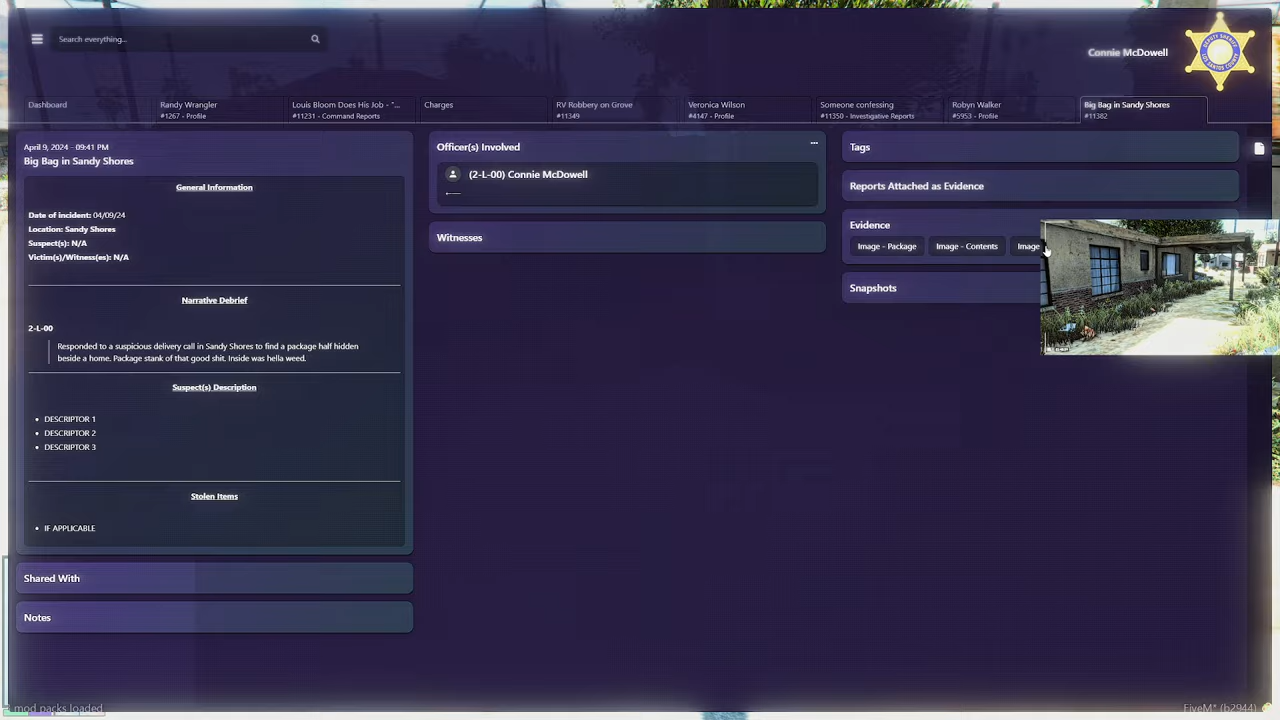 Search everything...
Connie McDowell
DEPUTY SHERIFF
LOS SANTOS COUNTY
Dashboard
Randy Wrangler
#1267 - Profile
Louis Bloom Does His Job - "...
#11231 - Command Reports
Charges
RV Robbery on Grove
#11349
Veronica Wilson
#4147 - Profile
Someone confessing
#11350 - Investigative Reports
Robyn Walker
#5953 - Profile
Big Bag in Sandy Shores
#11382
April 9, 2024 - 09:41 PM
Big Bag in Sandy Shores
General Information
Date of incident: 04/09/24
Location: Sandy Shores
Suspect(s): N/A
Victim(s)/Witness(es): N/A
Narrative Debrief
2-L-00
Responded to a suspicious delivery call in Sandy Shores to find a package half hidden
beside a home. Package stank of that good shit. Inside was hella weed.
Suspect(s) Description
• DESCRIPTOR 1
• DESCRIPTOR 2
• DESCRIPTOR 3
Stolen Items
• IF APPLICABLE
Shared With
Notes
Officer(s) Involved
(2-L-00) Connie McDowell
Witnesses
Tags
Reports Attached as Evidence
Evidence
Image - Package
Image - Contents
Image
Snapshots
mod packs loaded
FiveM* (b2944)